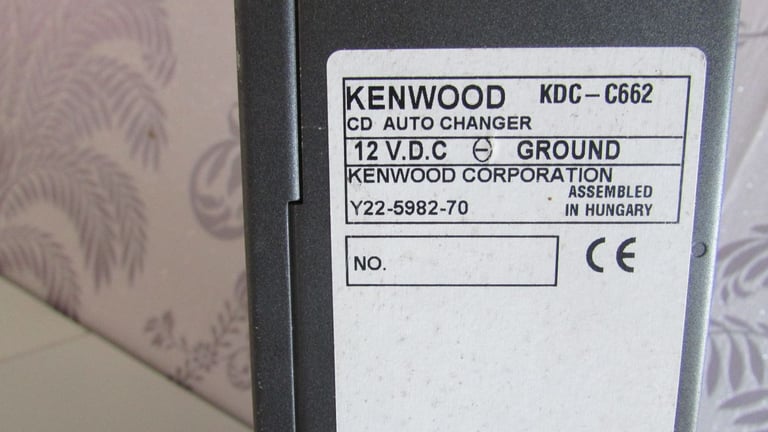 KENWOOD KDC-C662
CD AUTO CHANGER
12 V.D.C ⊖ GROUND
KENWOOD CORPORATION
ASSEMBLED
Y22-5982-70 IN HUNGARY
NO. CE